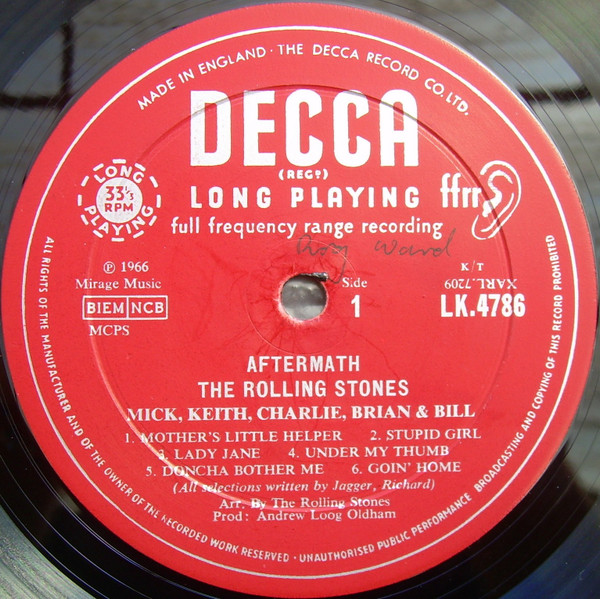 MADE IN ENGLAND · THE DECCA RECORD CO. LTD.
DECCA
(REGD)
LONG PLAYING ffrr
full frequency range recording
LONG
33⅓
RPM
PLAYING
Ward
℗ 1966
Mirage Music
BIEM NCB
MCPS
Side
1
K/T
XARL.7209
LK.4786
AFTERMATH
THE ROLLING STONES
MICK, KEITH, CHARLIE, BRIAN & BILL
1. MOTHER'S LITTLE HELPER 2. STUPID GIRL
3. LADY JANE 4. UNDER MY THUMB
5. DONCHA BOTHER ME 6. GOIN' HOME
(All selections written by Jagger, Richard)
Arr: By The Rolling Stones
Prod: Andrew Loog Oldham
ALL RIGHTS OF THE MANUFACTURER AND OF THE OWNER OF THE RECORDED WORK RESERVED · UNAUTHORISED PUBLIC PERFORMANCE BROADCASTING AND COPYING OF THIS RECORD PROHIBITED